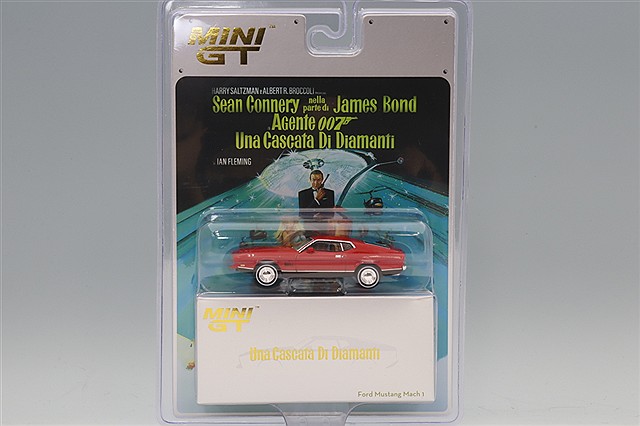 MINI
GT
HARRY SALTZMAN e ALBERT R. BROCCOLI
Sean Connery nella parte di James Bond
Agente 007
Una Cascata Di Diamanti
IAN FLEMING
MINI
GT
Una Cascata Di Diamanti
Ford Mustang Mach 1